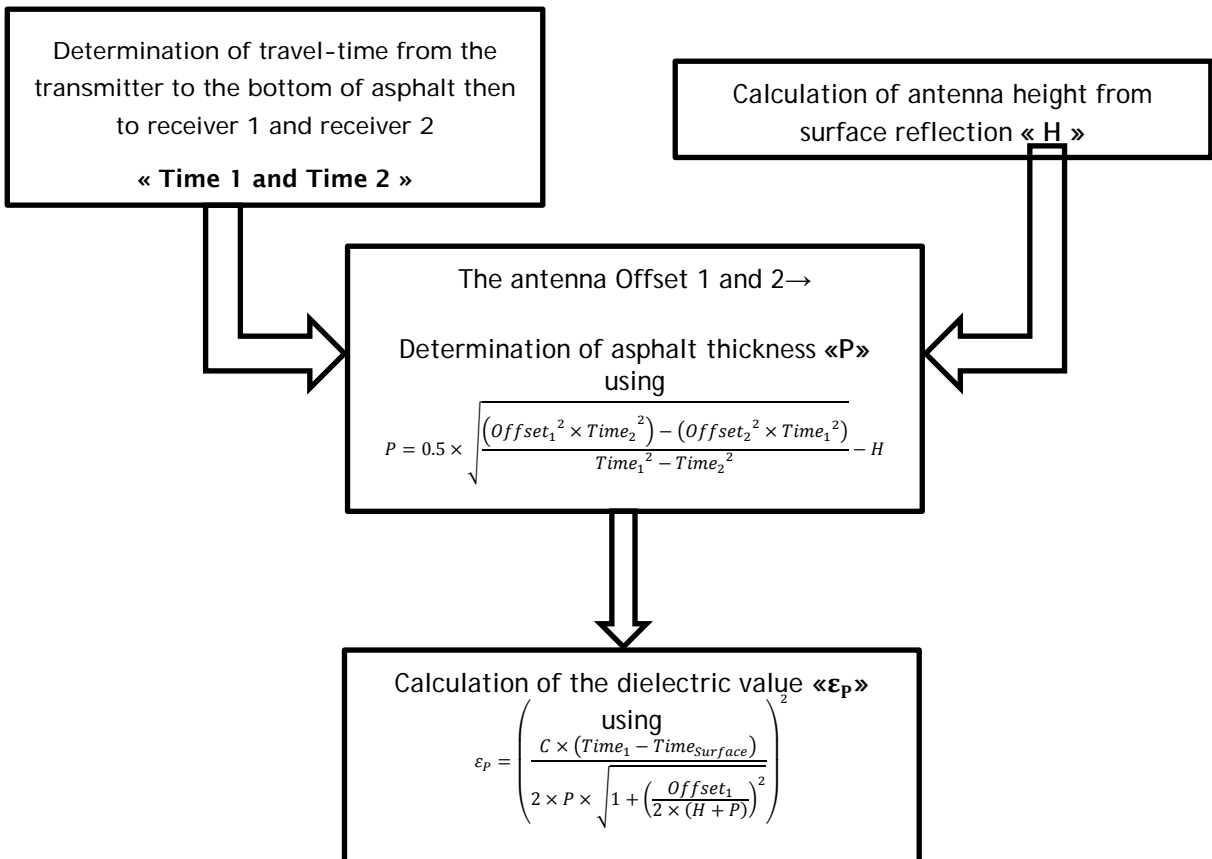 Determination of travel-time from the
transmitter to the bottom of asphalt then
to receiver 1 and receiver 2
« Time 1 and Time 2 »
Calculation of antenna height from
surface reflection « H »
The antenna Offset 1 and 2→
Determination of asphalt thickness «P»
using
P = 0.5 × √(((Offset₁² × Time₂²) − (Offset₂² × Time₁²)) / (Time₁² − Time₂²)) − H
Calculation of the dielectric value «ε_P»
using
ε_P = ((C × (Time₁ − Time_Surface)) / (2 × P × √(1 + (Offset₁ / (2 × (H + P)))²)))²